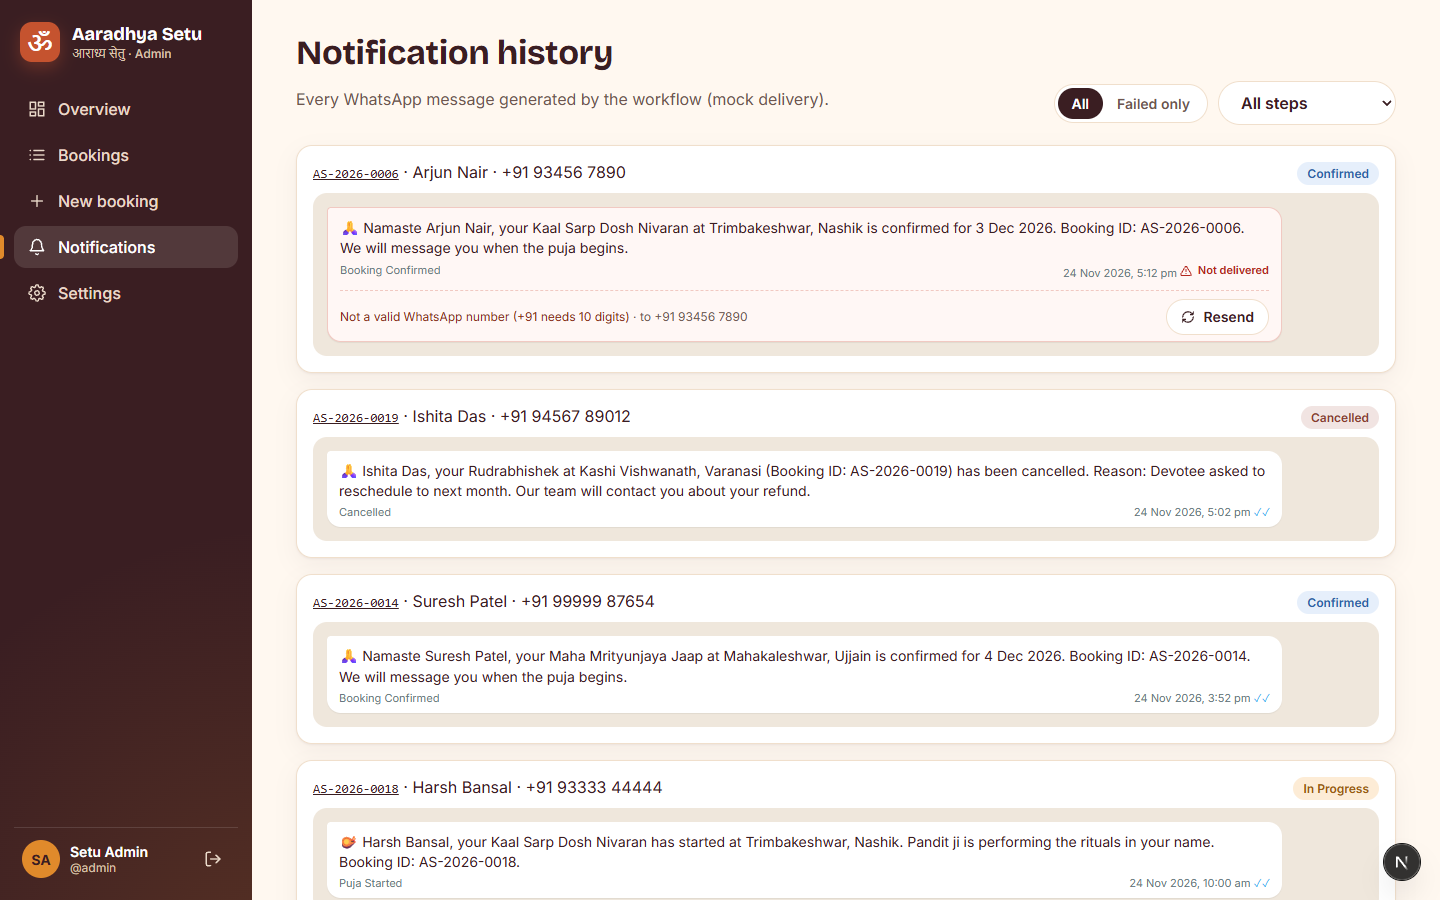 ॐ
Aaradhya Setu
आराध्य सेतु · Admin
Overview
Bookings
New booking
Notifications
Settings
SA
Setu Admin
@admin
Notification history
Every WhatsApp message generated by the workflow (mock delivery).
All
Failed only
All steps
AS-2026-0006 · Arjun Nair · +91 93456 7890
Confirmed
🙏 Namaste Arjun Nair, your Kaal Sarp Dosh Nivaran at Trimbakeshwar, Nashik is confirmed for 3 Dec 2026. Booking ID: AS-2026-0006.
We will message you when the puja begins.
Booking Confirmed
24 Nov 2026, 5:12 pm ⚠ Not delivered
Not a valid WhatsApp number (+91 needs 10 digits) · to +91 93456 7890
Resend
AS-2026-0019 · Ishita Das · +91 94567 89012
Cancelled
🙏 Ishita Das, your Rudrabhishek at Kashi Vishwanath, Varanasi (Booking ID: AS-2026-0019) has been cancelled. Reason: Devotee asked to
reschedule to next month. Our team will contact you about your refund.
Cancelled
24 Nov 2026, 5:02 pm ✓✓
AS-2026-0014 · Suresh Patel · +91 99999 87654
Confirmed
🙏 Namaste Suresh Patel, your Maha Mrityunjaya Jaap at Mahakaleshwar, Ujjain is confirmed for 4 Dec 2026. Booking ID: AS-2026-0014.
We will message you when the puja begins.
Booking Confirmed
24 Nov 2026, 3:52 pm ✓✓
AS-2026-0018 · Harsh Bansal · +91 93333 44444
In Progress
🪔 Harsh Bansal, your Kaal Sarp Dosh Nivaran has started at Trimbakeshwar, Nashik. Pandit ji is performing the rituals in your name.
Booking ID: AS-2026-0018.
Puja Started
24 Nov 2026, 10:00 am ✓✓
N